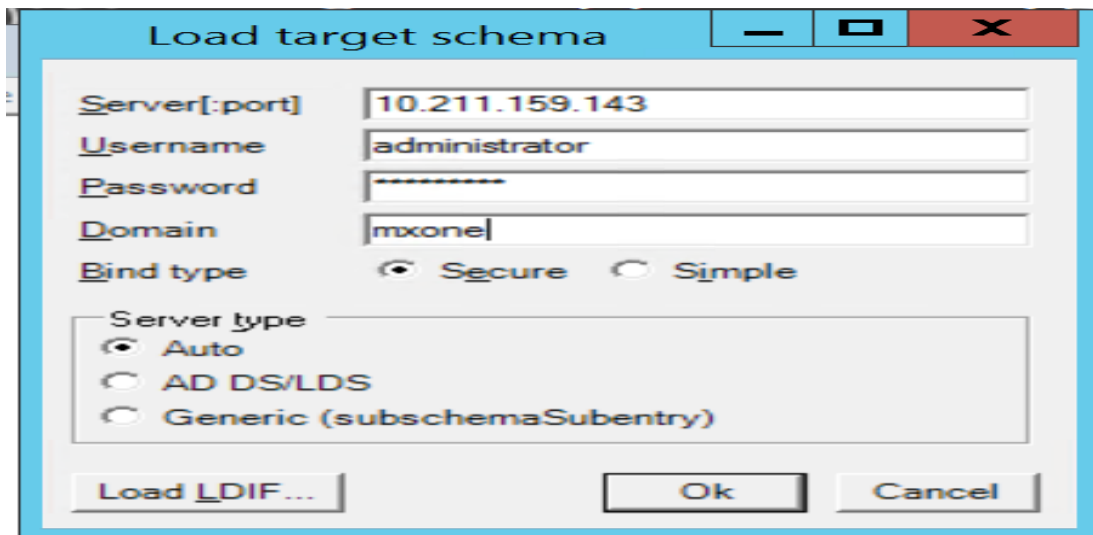 Load target schema
Server[:port] 10.211.159.143
Username administrator
Password *********
Domain mxone
Bind type Secure Simple
Server type
Auto
AD DS/LDS
Generic (subschemaSubentry)
Load LDIF... Ok Cancel